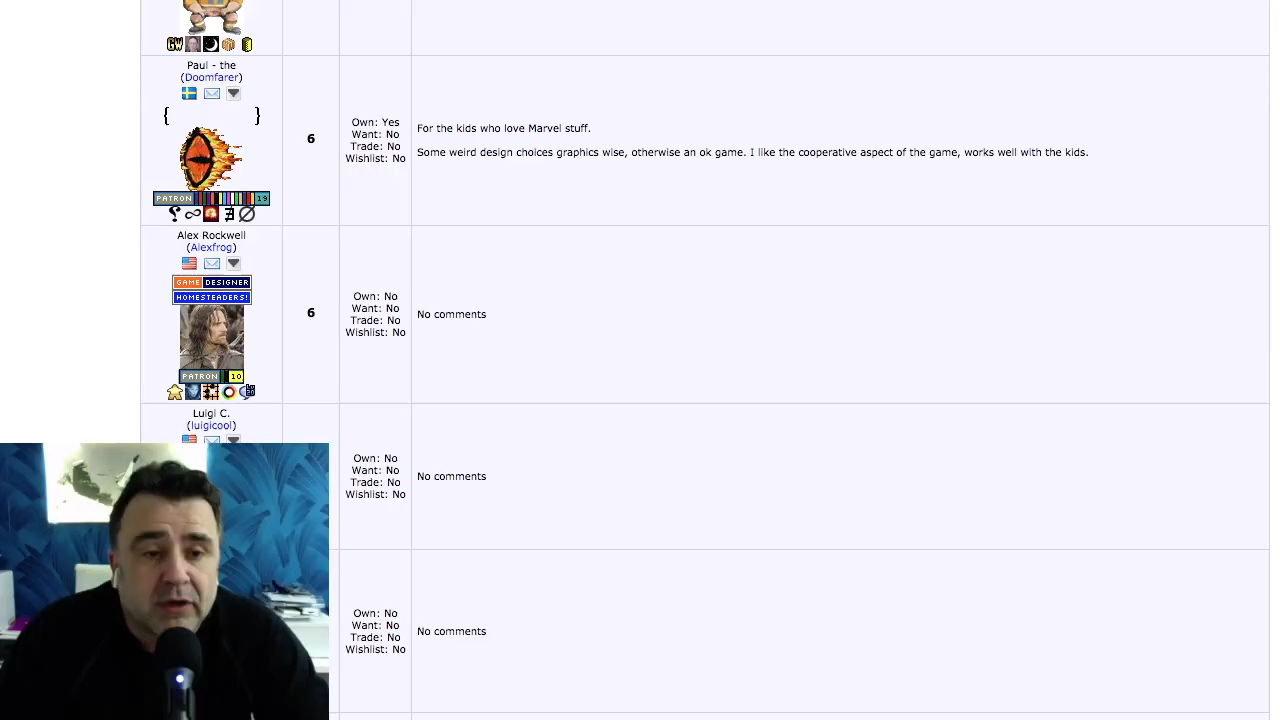 GW
Paul - the
(Doomfarer)
{ }
PATRON 19
6
Own: Yes
Want: No
Trade: No
Wishlist: No
For the kids who love Marvel stuff.
Some weird design choices graphics wise, otherwise an ok game. I like the cooperative aspect of the game, works well with the kids.
Alex Rockwell
(Alexfrog)
GAME DESIGNER
HOMESTEADERS!
PATRON 10
6
Own: No
Want: No
Trade: No
Wishlist: No
No comments
Luigi C.
(luigicool)
Own: No
Want: No
Trade: No
Wishlist: No
No comments
Own: No
Want: No
Trade: No
Wishlist: No
No comments